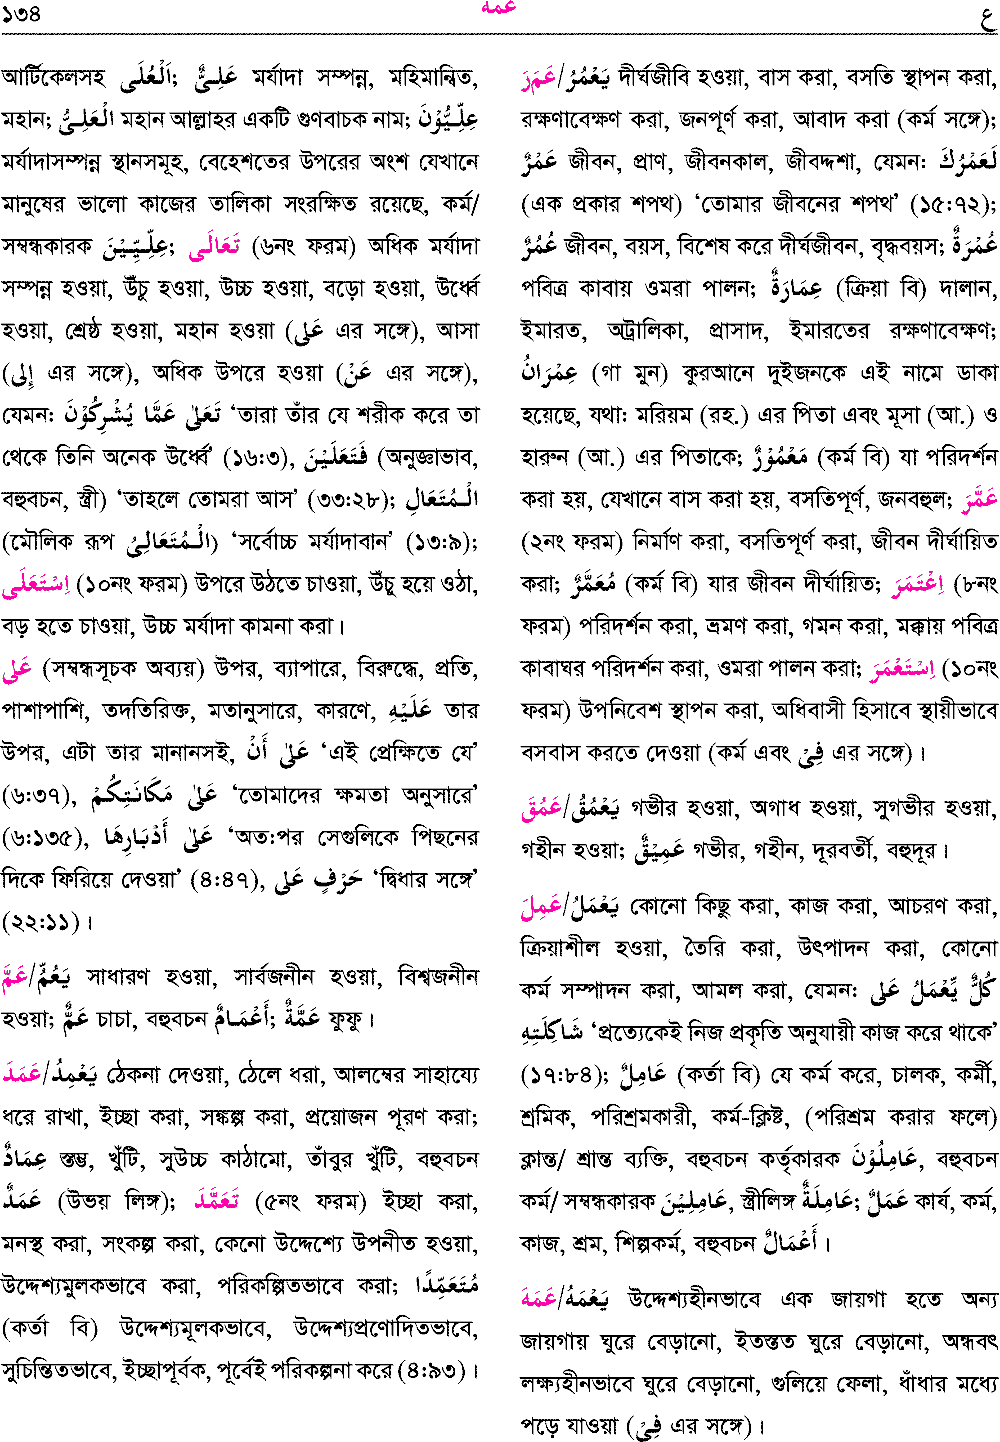 ১৩৪
عمه
ع
আর্টিকেলসহ اَلْعُلَى; عَلِىٌّ মর্যাদা সম্পন্ন, মহিমান্বিত,
মহান; الْعَلِىُّ মহান আল্লাহর একটি গুণবাচক নাম; عِلِّيُّوْنَ
মর্যাদাসম্পন্ন স্থানসমূহ, বেহেশতের উপরের অংশ যেখানে
মানুষের ভালো কাজের তালিকা সংরক্ষিত রয়েছে, কর্ম/
সম্বন্ধকারক عِلِّيِّيْنَ; تَعَالَى (৬নং ফরম) অধিক মর্যাদা
সম্পন্ন হওয়া, উঁচু হওয়া, উচ্চ হওয়া, বড়ো হওয়া, উর্ধ্বে
হওয়া, শ্রেষ্ঠ হওয়া, মহান হওয়া (عَلى এর সঙ্গে), আসা
(إِلى এর সঙ্গে), অধিক উপরে হওয়া (عَنْ এর সঙ্গে),
যেমন: تَعَلىٰ عَمَّا يُشْرِكُوْنَ ‘তারা তাঁর যে শরীক করে তা
থেকে তিনি অনেক উর্ধ্বে’ (১৬:৩), فَتَعَلَيْنَ (অনুজ্ঞাভাব,
বহুবচন, স্ত্রী) ‘তাহলে তোমরা আস’ (৩৩:২৮); الْـمُتَعَالِ
(মৌলিক রূপ الْـمُتَعَالِىُ) ‘সর্বোচ্চ মর্যাদাবান’ (১৩:৯);
اِسْتَعْلَى (১০নং ফরম) উপরে উঠতে চাওয়া, উঁচু হয়ে ওঠা,
বড় হতে চাওয়া, উচ্চ মর্যাদা কামনা করা।
عَلى (সম্বন্ধসূচক অব্যয়) উপর, ব্যাপারে, বিরুদ্ধে, প্রতি,
পাশাপাশি, তদতিরিক্ত, মতানুসারে, কারণে, عَلَيْهِ তার
উপর, এটা তার মানানসই, عَلىٰ أَنْ ‘এই প্রেক্ষিতে যে’
(৬:৩৭), عَلىٰ مَكَانَتِكُمْ ‘তোমাদের ক্ষমতা অনুসারে’
(৬:১৩৫), عَلىٰ أَدْبَارِهَا ‘অত:পর সেগুলিকে পিছনের
দিকে ফিরিয়ে দেওয়া’ (৪:৪৭), عَلى حَرْفٍ ‘দ্বিধার সঙ্গে’
(২২:১১)।
عَمَّ/يَعُمُّ সাধারণ হওয়া, সার্বজনীন হওয়া, বিশ্বজনীন
হওয়া; عَمٌّ চাচা, বহুবচন أَعْمَـامٌ; عَمَّةٌ ফুফু।
عَمَدَ/يَعْمِدُ ঠেকনা দেওয়া, ঠেলে ধরা, আলম্বের সাহায্যে
ধরে রাখা, ইচ্ছা করা, সঙ্কল্প করা, প্রয়োজন পূরণ করা;
عِمَادٌ স্তম্ভ, খুঁটি, সুউচ্চ কাঠামো, তাঁবুর খুঁটি, বহুবচন
عَمَدٌ (উভয় লিঙ্গ); تَعَمَّدَ (৫নং ফরম) ইচ্ছা করা,
মনস্থ করা, সংকল্প করা, কেনো উদ্দেশ্যে উপনীত হওয়া,
উদ্দেশ্যমুলকভাবে করা, পরিকল্পিতভাবে করা; مُتَعَمِّدًا
(কর্তা বি) উদ্দেশ্যমূলকভাবে, উদ্দেশ্যপ্রণোদিতভাবে,
সুচিন্তিতভাবে, ইচ্ছাপূর্বক, পূর্বেই পরিকল্পনা করে (৪:৯৩)।
عَمَرَ/يَعْمُرُ দীর্ঘজীবি হওয়া, বাস করা, বসতি স্থাপন করা,
রক্ষণাবেক্ষণ করা, জনপূর্ণ করা, আবাদ করা (কর্ম সঙ্গে);
عَمْرٌ জীবন, প্রাণ, জীবনকাল, জীবদ্দশা, যেমন: لَعَمْرُكَ
(এক প্রকার শপথ) ‘তোমার জীবনের শপথ’ (১৫:৭২);
عُمُرٌ জীবন, বয়স, বিশেষ করে দীর্ঘজীবন, বৃদ্ধবয়স; عُمْرَةٌ
পবিত্র কাবায় ওমরা পালন; عِمَارَةٌ (ক্রিয়া বি) দালান,
ইমারত, অট্রালিকা, প্রাসাদ, ইমারতের রক্ষণাবেক্ষণ;
عِمْرَانُ (গা মুন) কুরআনে দুইজনকে এই নামে ডাকা
হয়েছে, যথা: মরিয়ম (রহ.) এর পিতা এবং মূসা (আ.) ও
হারুন (আ.) এর পিতাকে; مَعْمُوْرٌ (কর্ম বি) যা পরিদর্শন
করা হয়, যেখানে বাস করা হয়, বসতিপূর্ণ, জনবহুল; عَمَّرَ
(২নং ফরম) নির্মাণ করা, বসতিপূর্ণ করা, জীবন দীর্ঘায়িত
করা; مُعَمَّرٌ (কর্ম বি) যার জীবন দীর্ঘায়িত; اِعْتَمَرَ (৮নং
ফরম) পরিদর্শন করা, ভ্রমণ করা, গমন করা, মক্কায় পবিত্র
কাবাঘর পরিদর্শন করা, ওমরা পালন করা; اِسْتَعْمَرَ (১০নং
ফরম) উপনিবেশ স্থাপন করা, অধিবাসী হিসাবে স্থায়ীভাবে
বসবাস করতে দেওয়া (কর্ম এবং فِيْ এর সঙ্গে)।
عَمُقَ/يَعْمُقُ গভীর হওয়া, অগাধ হওয়া, সুগভীর হওয়া,
গহীন হওয়া; عَمِيْقٌ গভীর, গহীন, দূরবর্তী, বহুদূর।
عَمِلَ/يَعْمَلُ কোনো কিছু করা, কাজ করা, আচরণ করা,
ক্রিয়াশীল হওয়া, তৈরি করা, উৎপাদন করা, কোনো
কর্ম সম্পাদন করা, আমল করা, যেমন: كُلٌّ يَّعْمَلُ عَلى
شَاكِلَتِهِ ‘প্রত্যেকেই নিজ প্রকৃতি অনুযায়ী কাজ করে থাকে’
(১৭:৮৪); عَامِلٌ (কর্তা বি) যে কর্ম করে, চালক, কর্মী,
শ্রমিক, পরিশ্রমকারী, কর্ম-ক্লিষ্ট, (পরিশ্রম করার ফলে)
ক্লান্ত/ শ্রান্ত ব্যক্তি, বহুবচন কর্তৃকারক عَامِلُوْنَ, বহুবচন
কর্ম/ সম্বন্ধকারক عَامِلِيْنَ, স্ত্রীলিঙ্গ عَامِلَةٌ; عَمَلٌ কার্য, কর্ম,
কাজ, শ্রম, শিল্পকর্ম, বহুবচন أَعْمَالٌ।
عَمَهَ/يَعْمَهُ উদ্দেশ্যহীনভাবে এক জায়গা হতে অন্য
জায়গায় ঘুরে বেড়ানো, ইতস্তত ঘুরে বেড়ানো, অন্ধবৎ
লক্ষ্যহীনভাবে ঘুরে বেড়ানো, গুলিয়ে ফেলা, ধাঁধার মধ্যে
পড়ে যাওয়া (فِيْ এর সঙ্গে)।